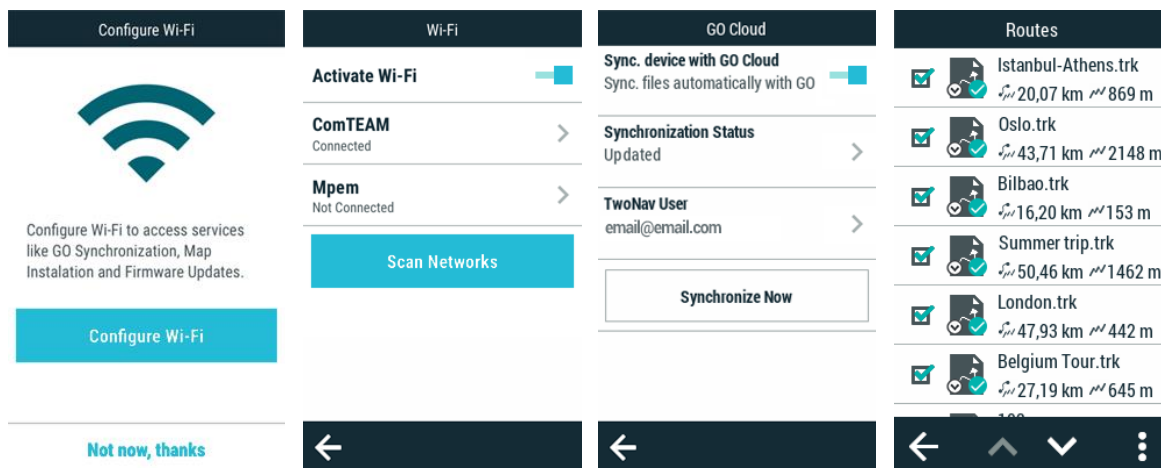 Configure Wi-Fi
Configure Wi-Fi to access services
like GO Synchronization, Map
Instalation and Firmware Updates.
Configure Wi-Fi
Not now, thanks
Wi-Fi
Activate Wi-Fi
ComTEAM
Connected
Mpem
Not Connected
Scan Networks
GO Cloud
Sync. device with GO Cloud
Sync. files automatically with GO
Synchronization Status
Updated
TwoNav User
email@email.com
Synchronize Now
Routes
Istanbul-Athens.trk
20,07 km 869 m
Oslo.trk
43,71 km 2148 m
Bilbao.trk
16,20 km 153 m
Summer trip.trk
50,46 km 1462 m
London.trk
47,93 km 442 m
Belgium Tour.trk
27,19 km 645 m